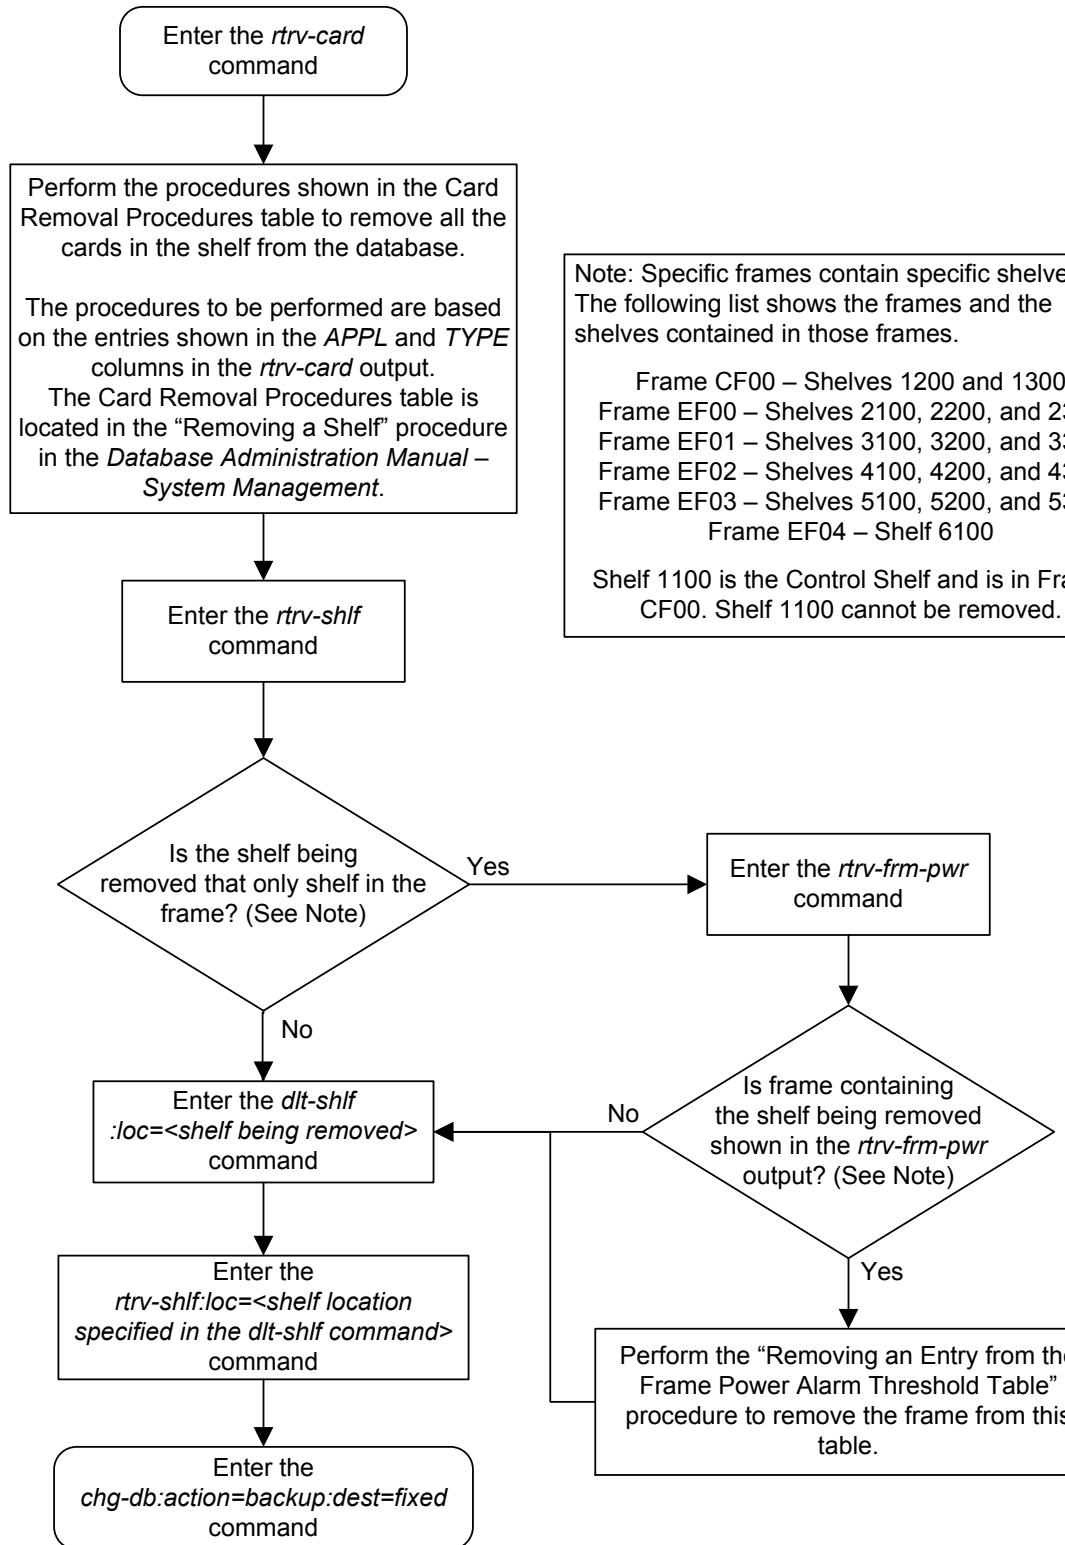 Enter the rtrv-card
command
Perform the procedures shown in the Card
Removal Procedures table to remove all the
cards in the shelf from the database.
The procedures to be performed are based
on the entries shown in the APPL and TYPE
columns in the rtrv-card output.
The Card Removal Procedures table is
located in the “Removing a Shelf” procedure
in the Database Administration Manual –
System Management.
Note: Specific frames contain specific
The following list shows the frames and the
shelves contained in those frames.
Frame CF00 – Shelves 1200 and 1300
Frame EF00 – Shelves 2100, 2200, and
Frame EF01 – Shelves 3100, 3200, and
Frame EF02 – Shelves 4100, 4200, and
Frame EF03 – Shelves 5100, 5200, and
Frame EF04 – Shelf 6100
Shelf 1100 is the Control Shelf and is in
CF00. Shelf 1100 cannot be removed.
Enter the rtrv-shlf
command
Is the shelf being
removed that only shelf in the
frame? (See Note)
Yes
No
Enter the rtrv-frm-pwr
command
Is frame containing
the shelf being removed
shown in the rtrv-frm-pwr
output? (See Note)
No
Yes
Enter the dlt-shlf
:loc=<shelf being removed>
command
Perform the “Removing an Entry from
Frame Power Alarm Threshold Table”
procedure to remove the frame from this
table.
Enter the
rtrv-shlf:loc=<shelf location
specified in the dlt-shlf command>
command
Enter the
chg-db:action=backup:dest=fixed
command